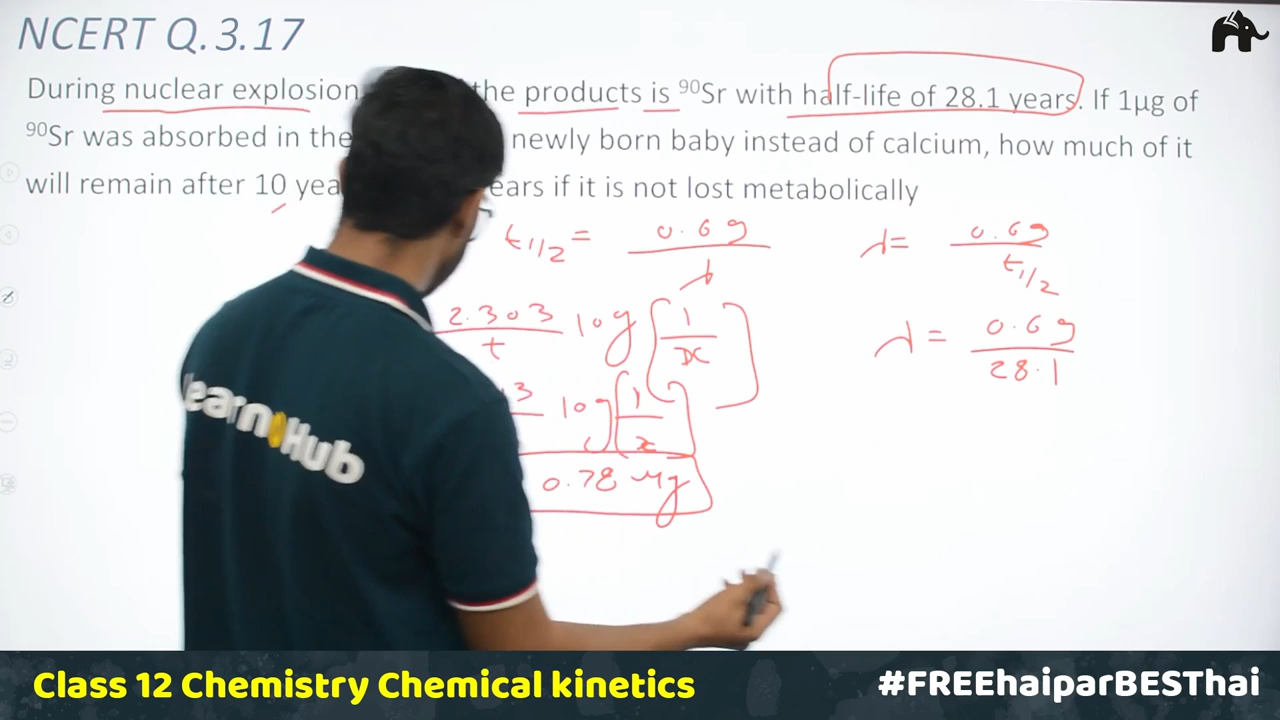 NCERT Q.3.17
During nuclear explosion the products is ⁹⁰Sr with half-life of 28.1 years. If 1μg of
⁹⁰Sr was absorbed in the newly born baby instead of calcium, how much of it
will remain after 10 yea ears if it is not lost metabolically
t1/2 = 0.69/λ
λ = 0.69/t1/2
2.303/t log [1/x]
λ = 0.69/28.1
3 log [1/x]
0.78 μg
LearnoHub
Class 12 Chemistry Chemical kinetics
#FREEhaiparBESThai